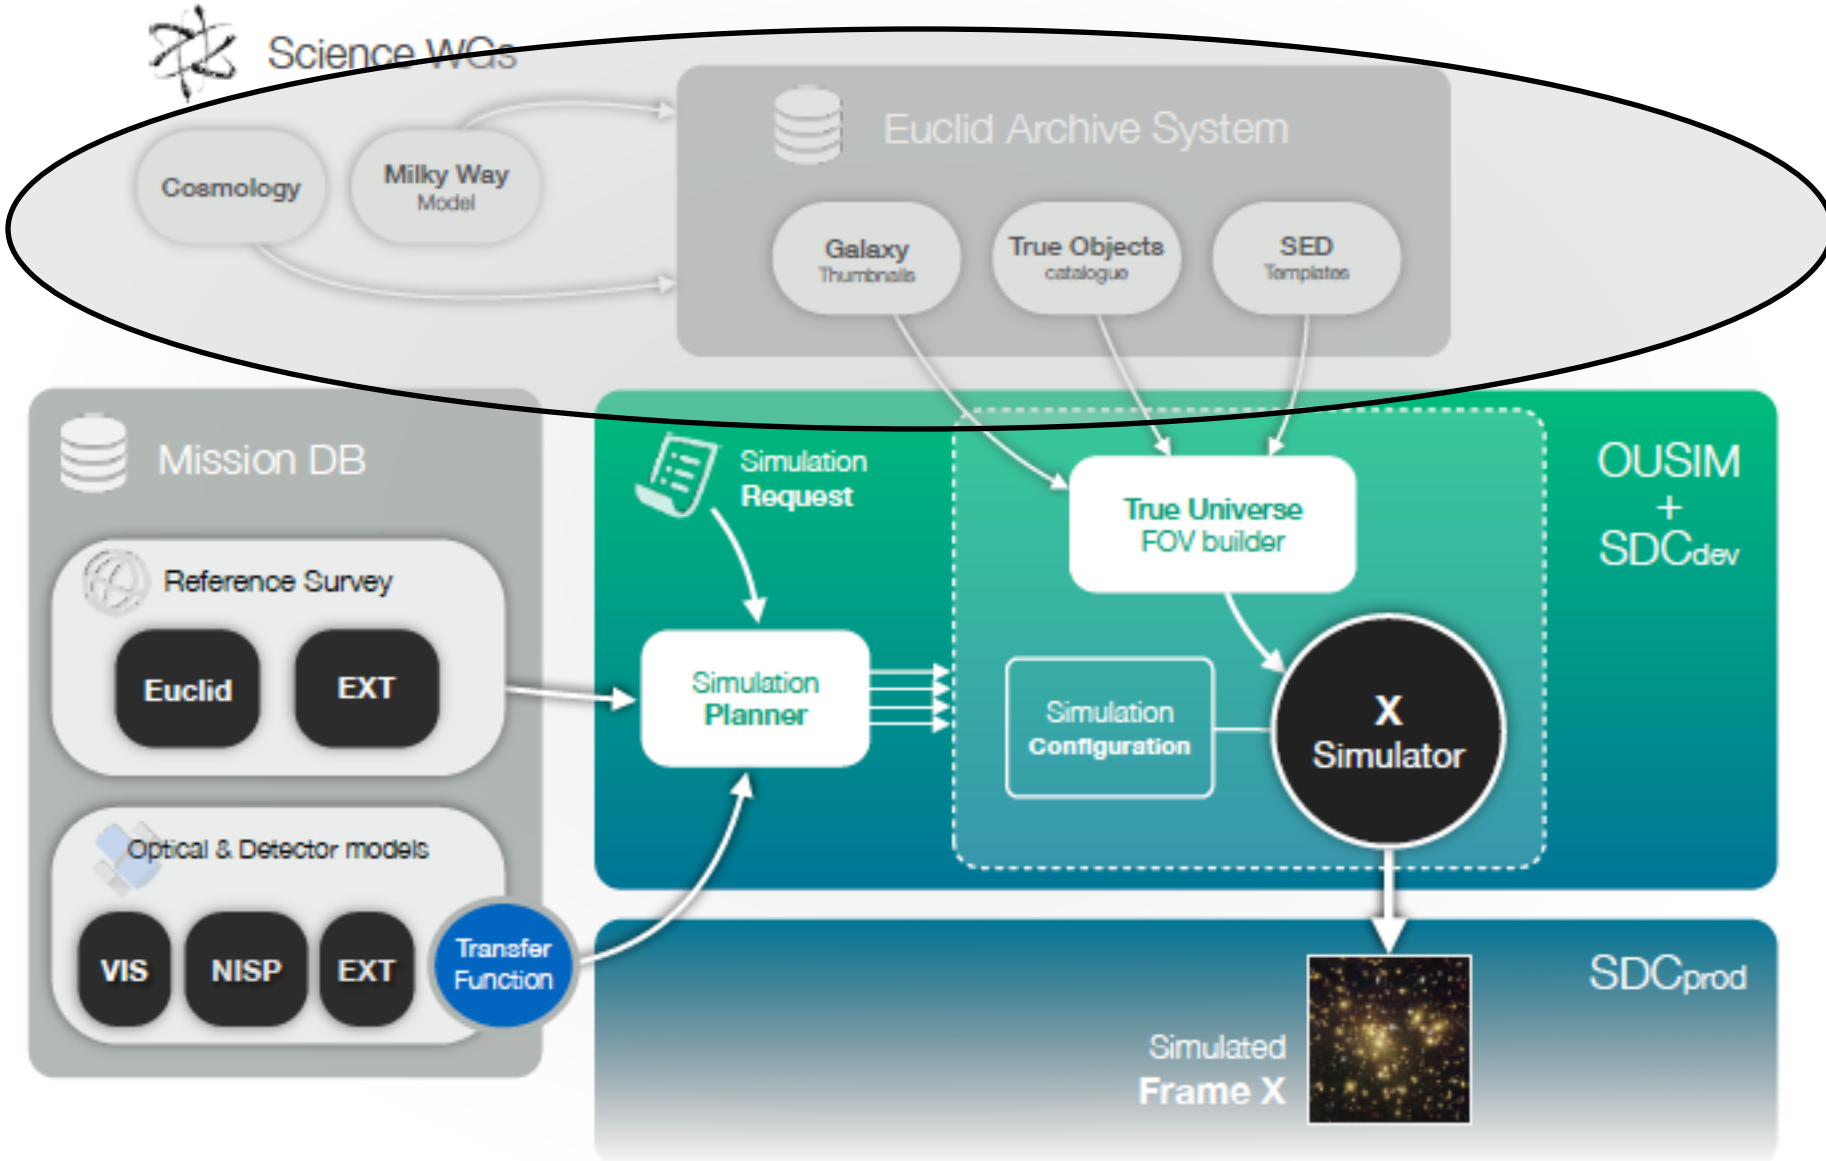 Science WGs
Cosmology
Milky Way
Model
Euclid Archive System
Galaxy
Thumbnails
True Objects
catalogue
SED
Templates
Mission DB
Reference Survey
Euclid
EXT
Optical & Detector models
VIS
NISP
EXT
Transfer
Function
Simulation
Request
Simulation
Planner
True Universe
FOV builder
Simulation
Configuration
X
Simulator
OUSIM
+
SDCdev
SDCprod
Simulated
Frame X